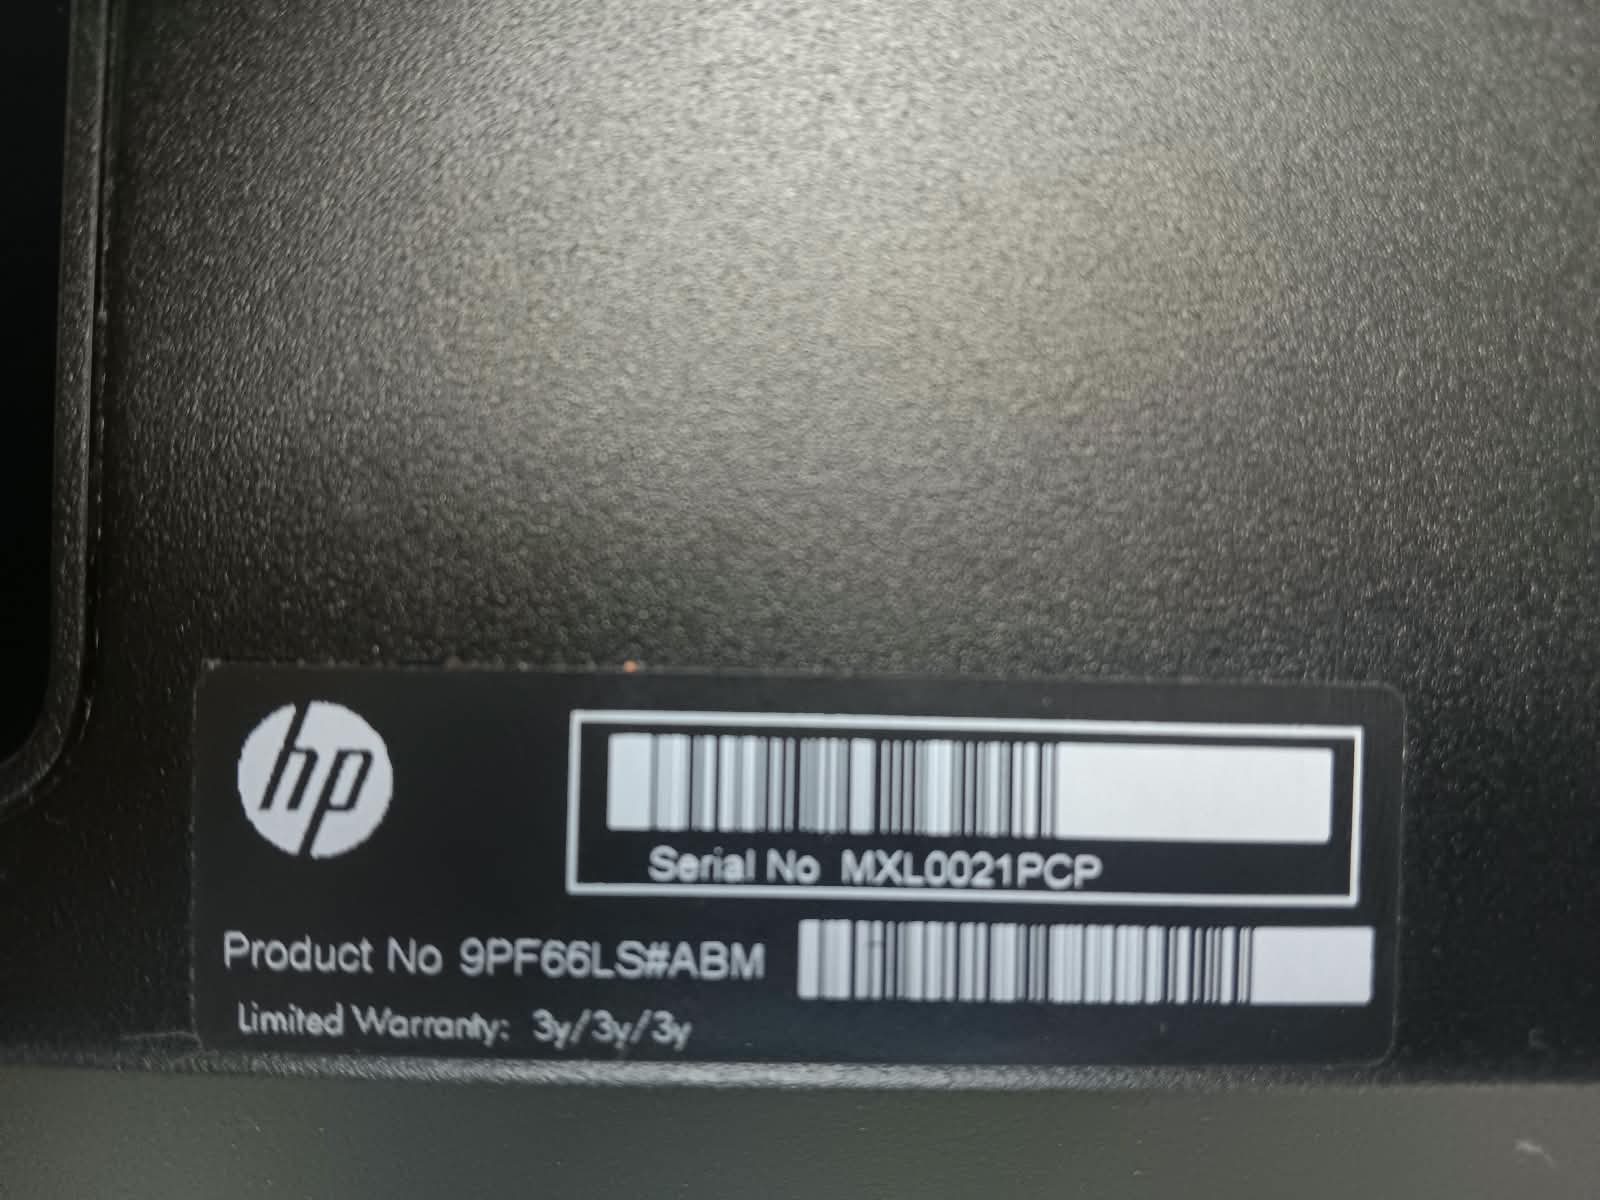 hp
Serial No MXL0021PCP
Product No 9PF66LS#ABM
Limited Warranty: 3y/3y/3y